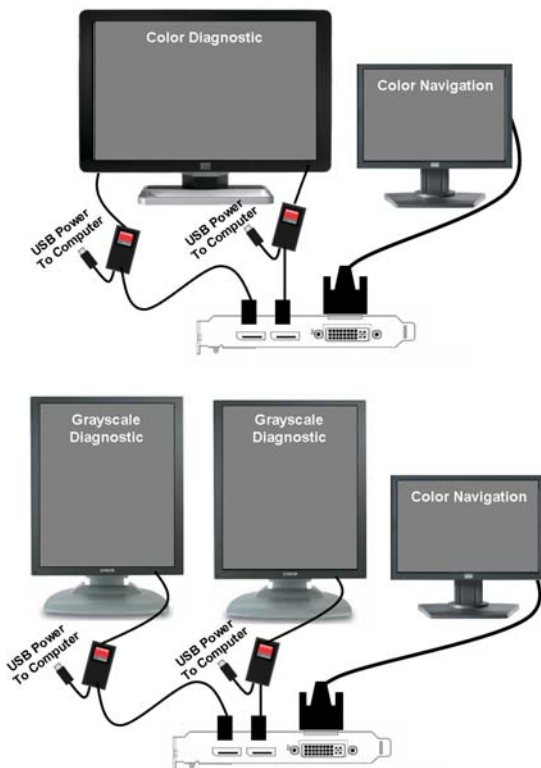 Color Diagnostic
Color Navigation
USB Power
To Computer
USB Power
To Computer
Grayscale
Diagnostic
Grayscale
Diagnostic
Color Navigation
USB Power
To Computer
USB Power
To Computer